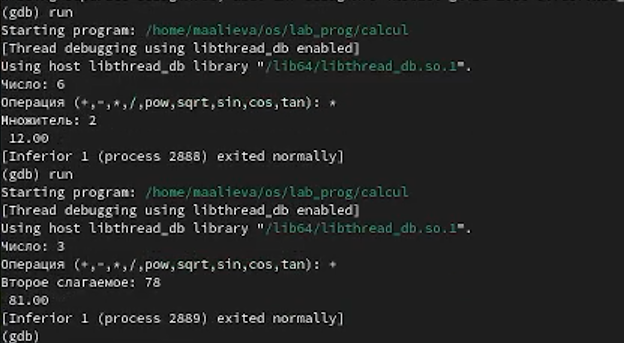 (gdb) run
Starting program: /home/maalieva/os/lab_prog/calcul
[Thread debugging using libthread_db enabled]
Using host libthread_db library "/lib64/libthread_db.so.1".
Число: 6
Операция (+,-,*,/,pow,sqrt,sin,cos,tan): *
Множитель: 2
12.00
[Inferior 1 (process 2888) exited normally]
(gdb) run
Starting program: /home/maalieva/os/lab_prog/calcul
[Thread debugging using libthread_db enabled]
Using host libthread_db library "/lib64/libthread_db.so.1".
Число: 3
Операция (+,-,*,/,pow,sqrt,sin,cos,tan): +
Второе слагаемое: 78
81.00
[Inferior 1 (process 2889) exited normally]
(gdb)